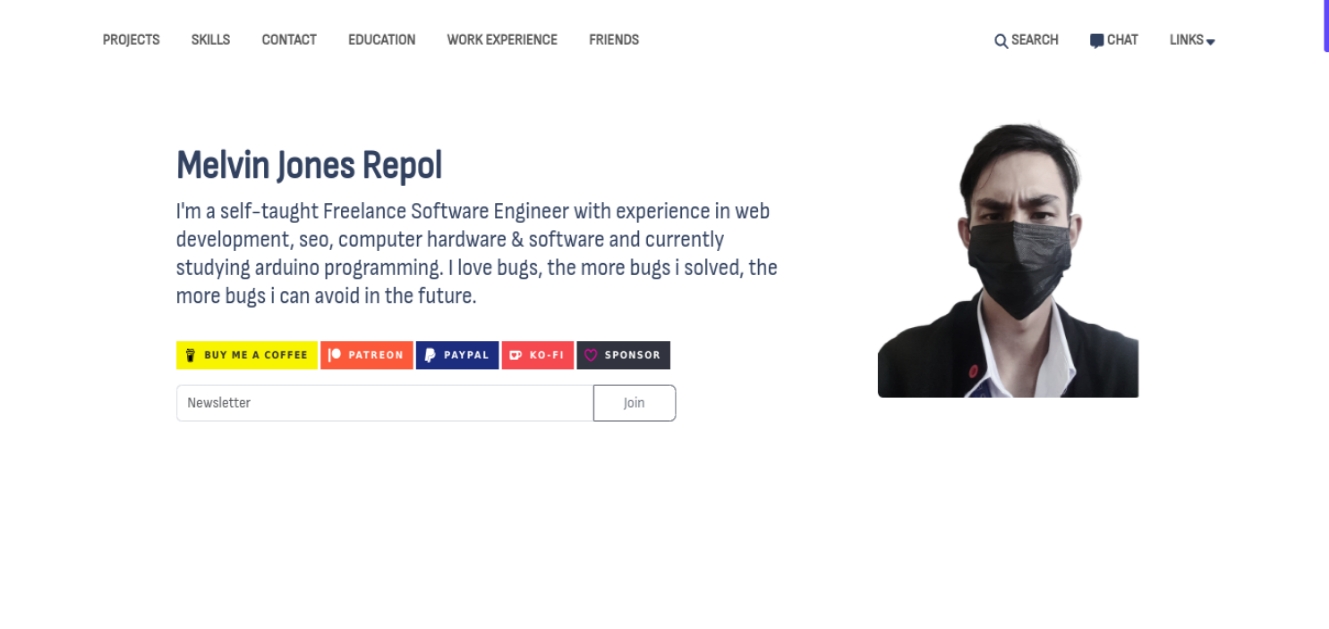 PROJECTS SKILLS CONTACT EDUCATION WORK EXPERIENCE FRIENDS SEARCH CHAT LINKS
Melvin Jones Repol
I'm a self-taught Freelance Software Engineer with experience in web
development, seo, computer hardware & software and currently
studying arduino programming. I love bugs, the more bugs i solved, the
more bugs i can avoid in the future.
BUY ME A COFFEE PATREON PAYPAL KO-FI SPONSOR
Newsletter Join